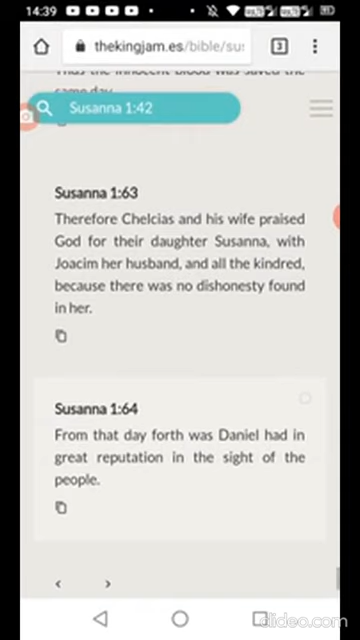 14:39
thekingjam.es/bible/su
3
Thus the innocent blood was saved the
same day.
Susanna 1:42
Susanna 1:63
Therefore Chelcias and his wife praised
God for their daughter Susanna, with
Joacim her husband, and all the kindred,
because there was no dishonesty found
in her.
Susanna 1:64
From that day forth was Daniel had in
great reputation in the sight of the
people.
< >
clideo.com